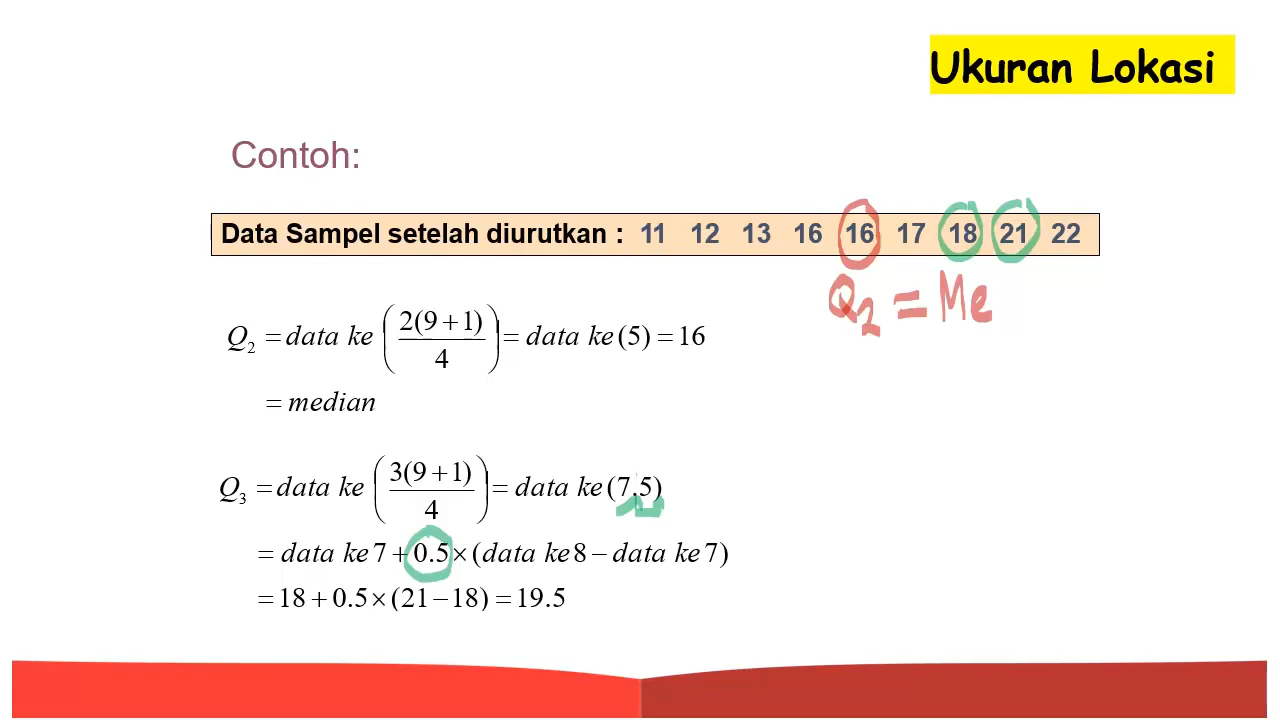 Ukuran Lokasi
Contoh:
Data Sampel setelah diurutkan : 11 12 13 16 16 17 18 21 22
Q₂ = Me
Q₂ = data ke (2(9+1)/4) = data ke (5) = 16
= median
Q₃ = data ke (3(9+1)/4) = data ke (7.5)
= data ke 7 + 0.5 × (data ke 8 − data ke 7)
= 18 + 0.5 × (21 − 18) = 19.5